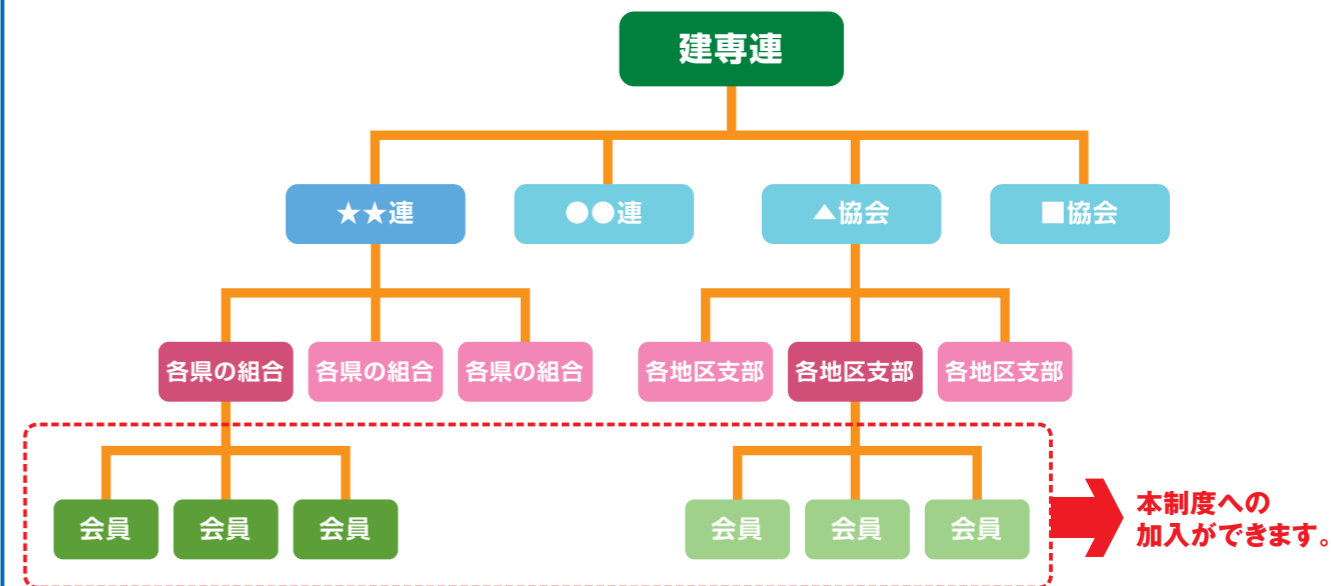 建専連
★★連
●●連
▲協会
■協会
各県の組合
各県の組合
各県の組合
各地区支部
各地区支部
各地区支部
会員
会員
会員
会員
会員
会員
本制度への
加入ができます。